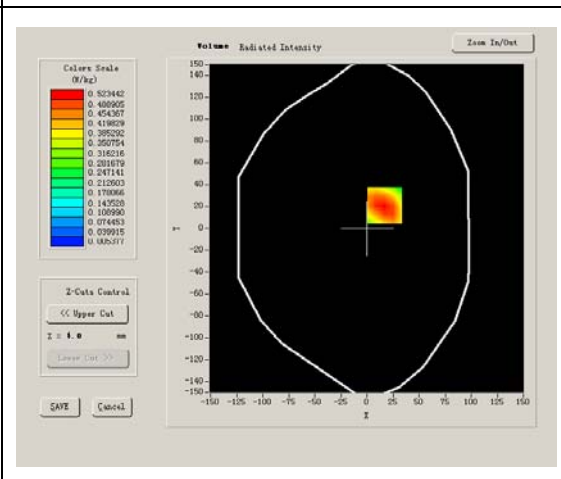 Volume Radiated Intensity
Zoom In/Out
Colors Scale
(W/kg)
0.523442
0.488905
0.454367
0.419829
0.385292
0.350754
0.316216
0.281679
0.247141
0.212603
0.178066
0.143528
0.108990
0.074453
0.039915
0.005377
150
140
120
100
80
60
40
20
Y 0
-20
-40
-60
-80
-100
-120
-140
-150
-150 -125 -100 -75 -50 -25 0 25 50 75 100 125 150
X
Z-Cuts Control
<< Upper Cut
mm
Lower Cut >>
SAVE Cancel